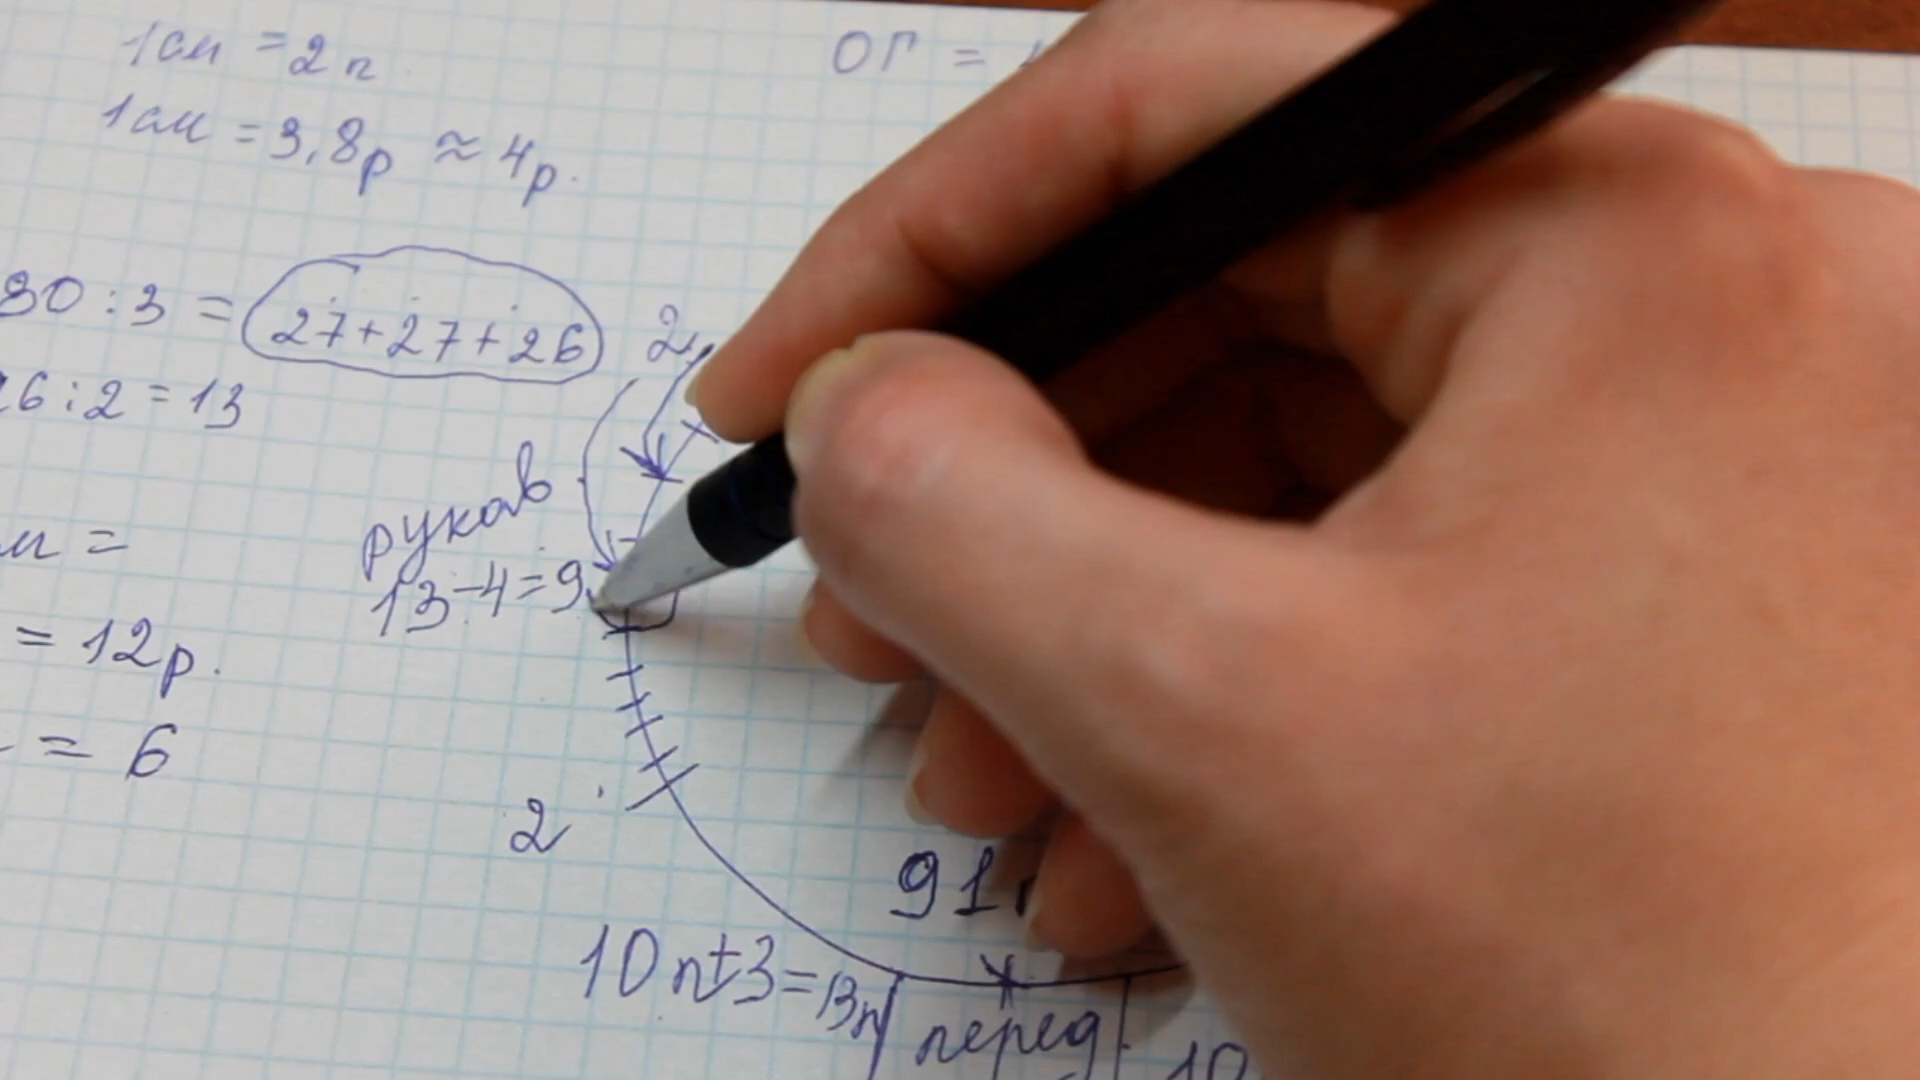 1см = 2п
ОГ =
1см = 3,8р ≈ 4р.
80 : 3 = 27+27+26
26 : 2 = 13
рукав
13-4=9
= 12р.
= 6
2
91
10п+3=13п
перед
10